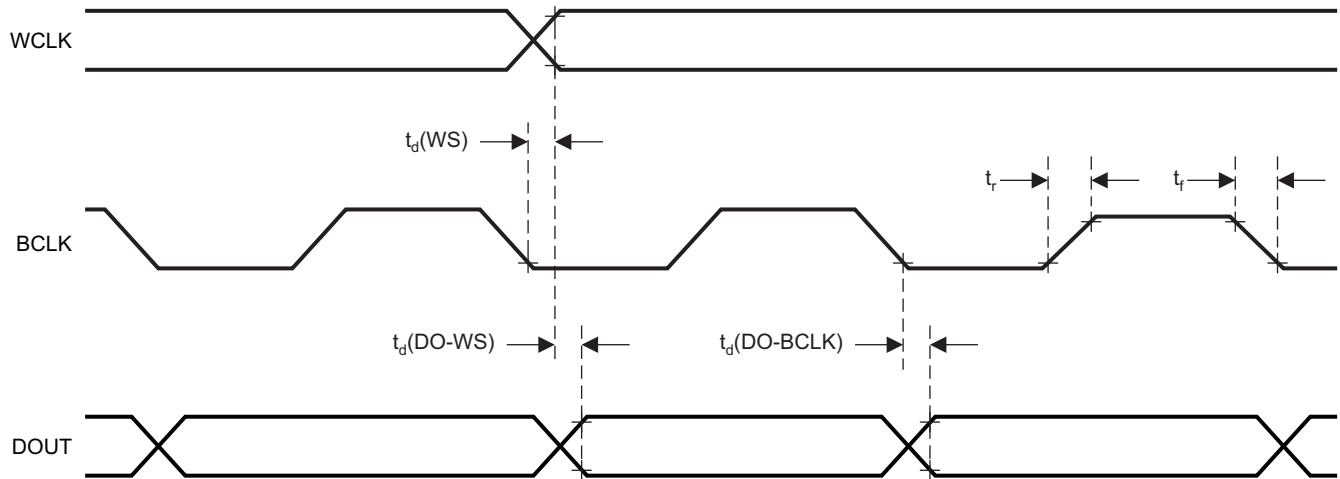 WCLK
td(WS)
tr
tf
BCLK
td(DO-WS)
td(DO-BCLK)
DOUT